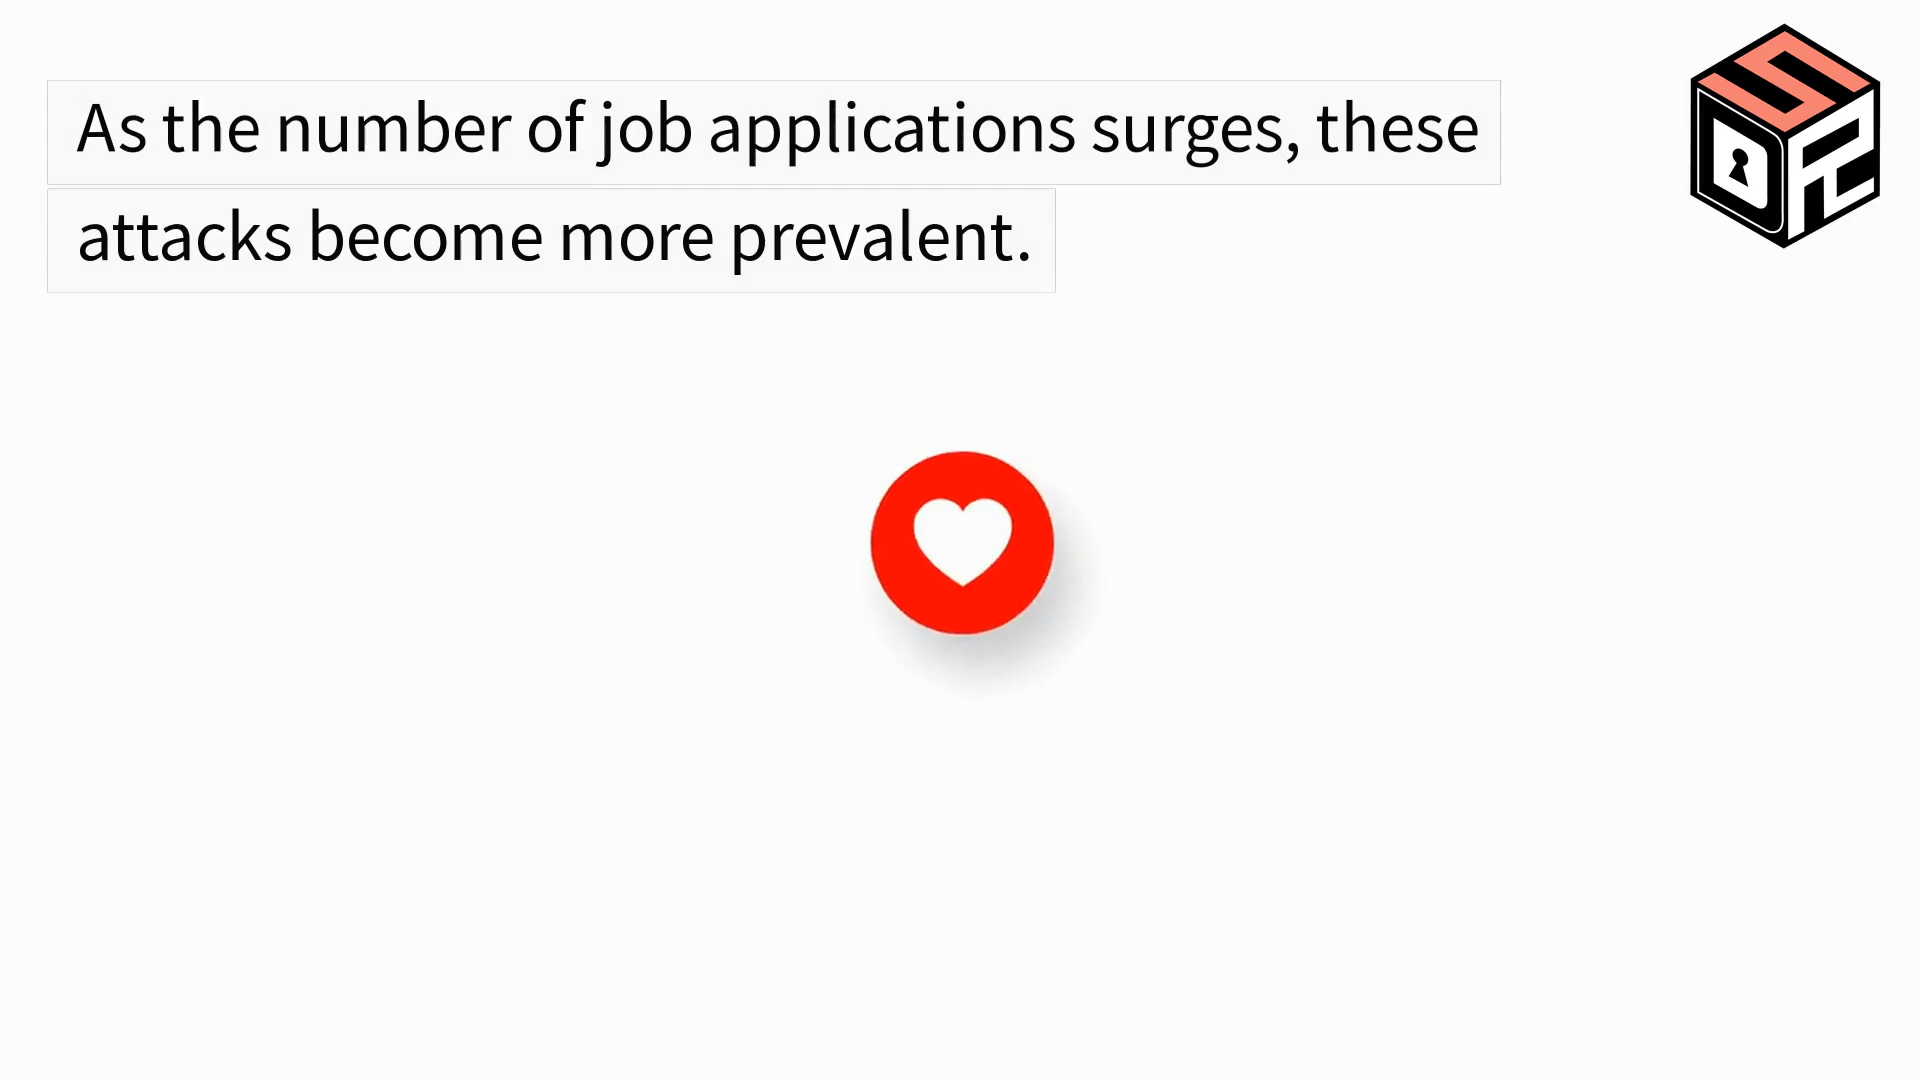 As the number of job applications surges, these
attacks become more prevalent.